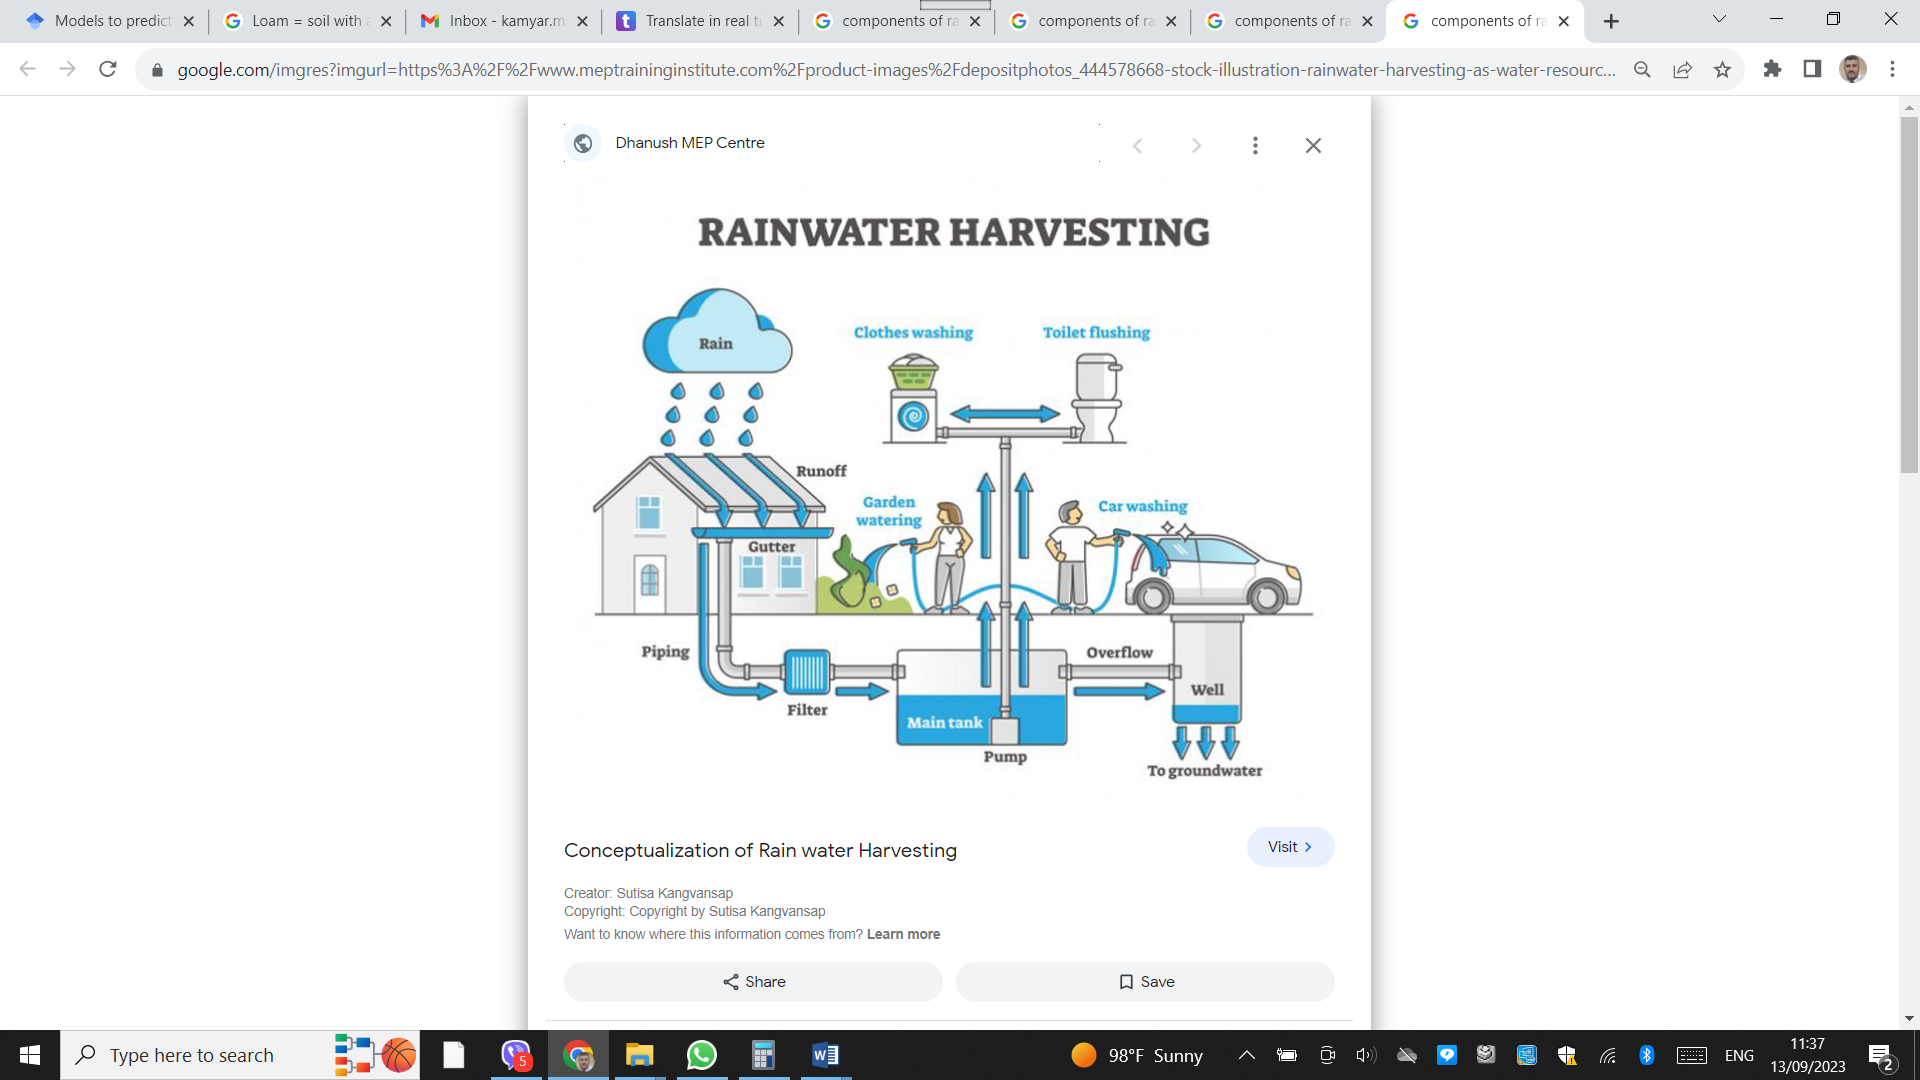 Models to predict
Loam = soil with
Inbox - kamyar.m
Translate in real ti
components of ra
components of ra
components of ra
components of ra
google.com/imgres?imgurl=https%3A%2F%2Fwww.meptraininginstitute.com%2Fproduct-images%2Fdepositphotos_444578668-stock-illustration-rainwater-harvesting-as-water-resourc...
Dhanush MEP Centre
RAINWATER HARVESTING
Rain
Clothes washing
Toilet flushing
Runoff
Garden
watering
Car washing
Gutter
Piping
Overflow
Well
Filter
Main tank
Pump
To groundwater
Conceptualization of Rain water Harvesting
Visit
Creator: Sutisa Kangvansap
Copyright: Copyright by Sutisa Kangvansap
Want to know where this information comes from? Learn more
Share
Save
Type here to search
5
98°F Sunny
ENG
11:37
13/09/2023
2